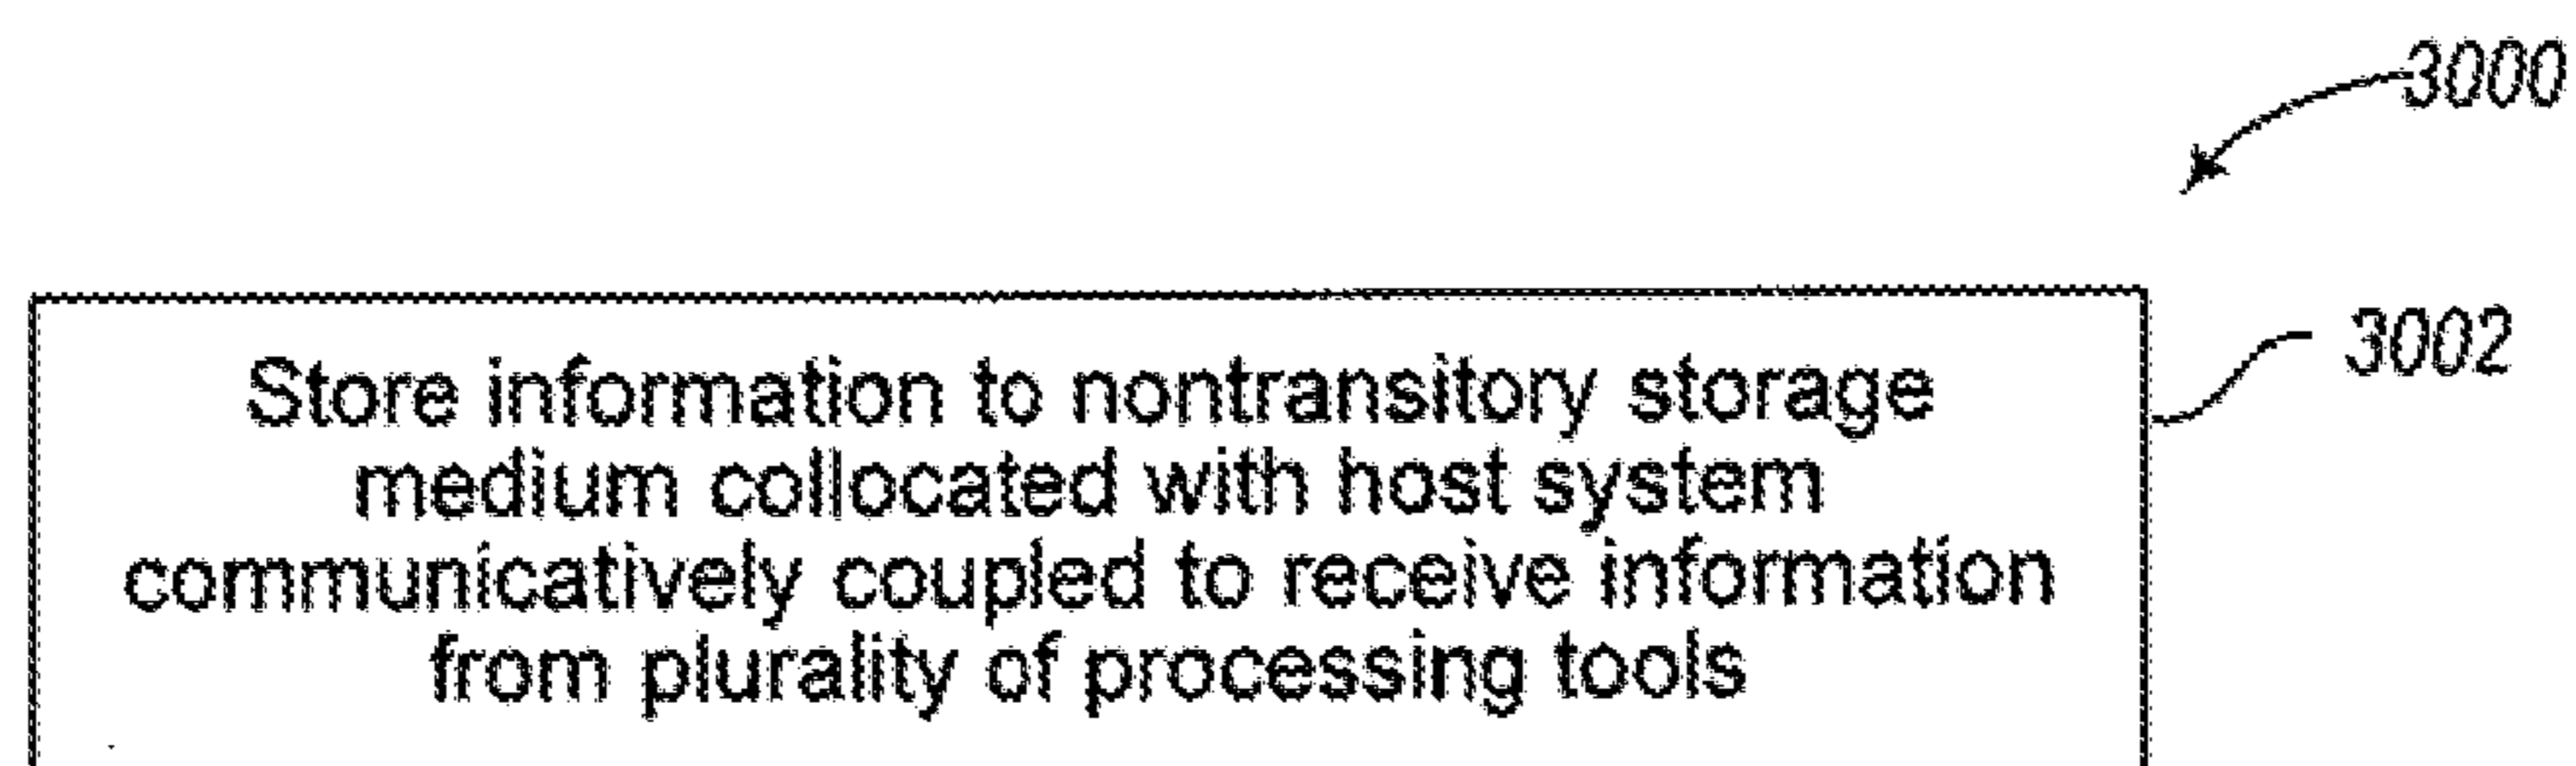 3000
3002
Store information to nontransitory storage
medium collocated with host system
communicatively coupled to receive information
from plurality of processing tools